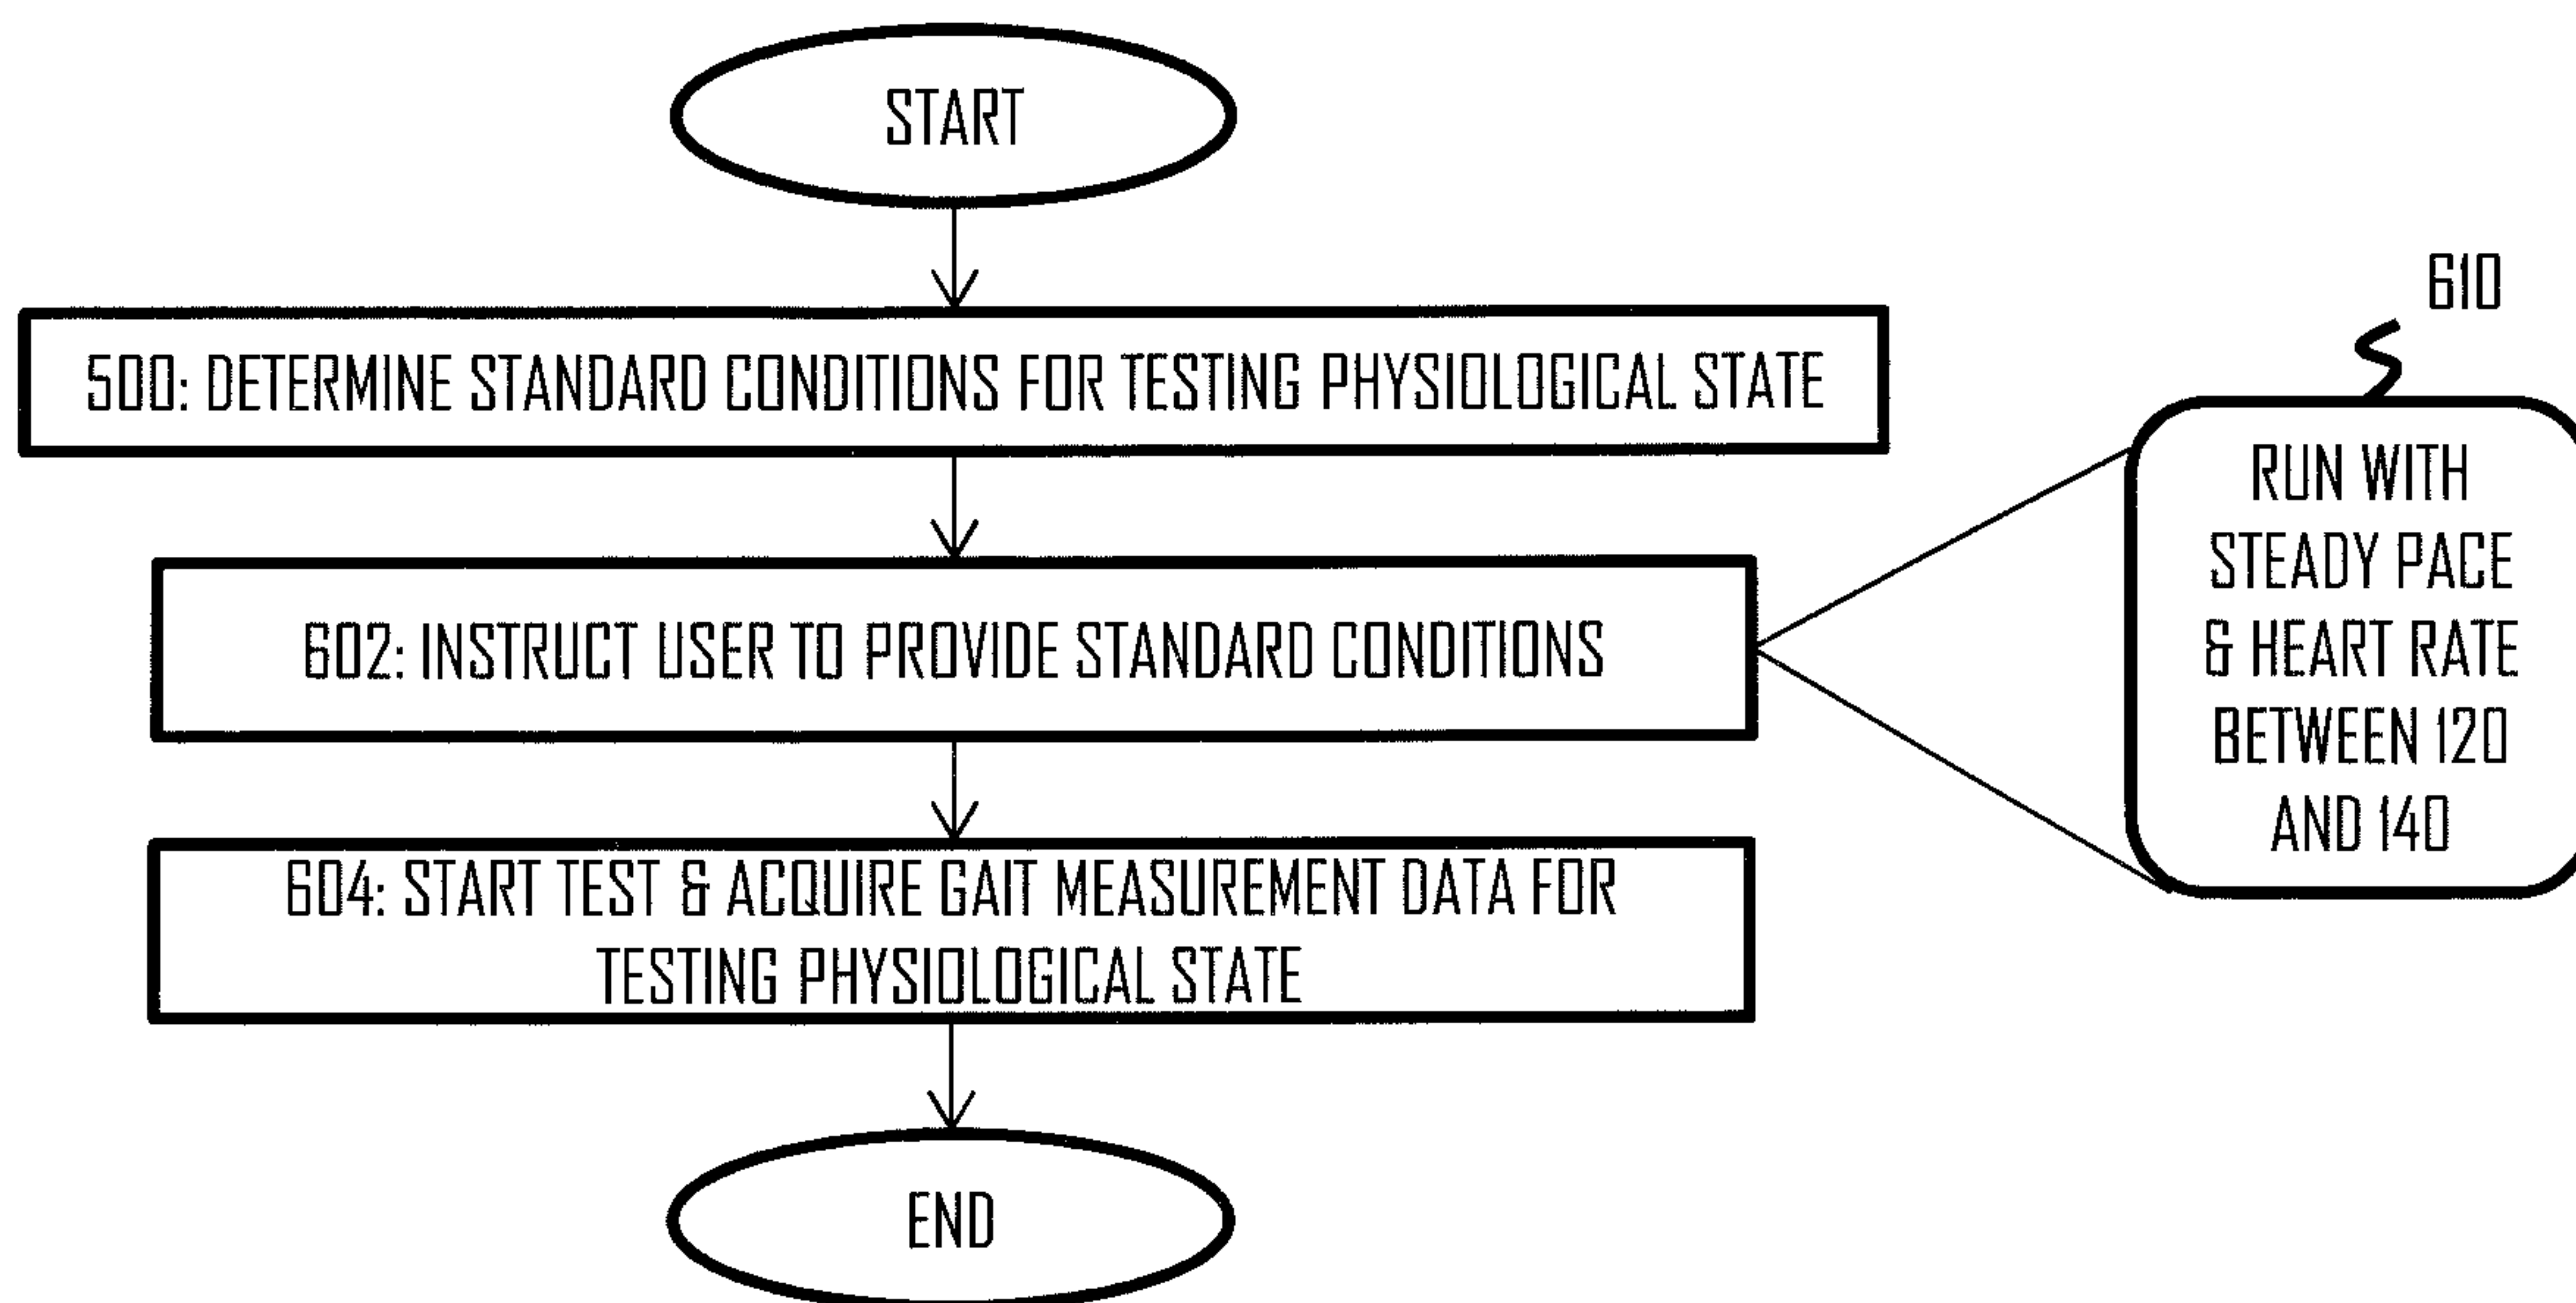 START
500: DETERMINE STANDARD CONDITIONS FOR TESTING PHYSIOLOGICAL STATE
602: INSTRUCT USER TO PROVIDE STANDARD CONDITIONS
610
RUN WITH
STEADY PACE
& HEART RATE
BETWEEN 120
AND 140
604: START TEST & ACQUIRE GAIT MEASUREMENT DATA FOR
TESTING PHYSIOLOGICAL STATE
END